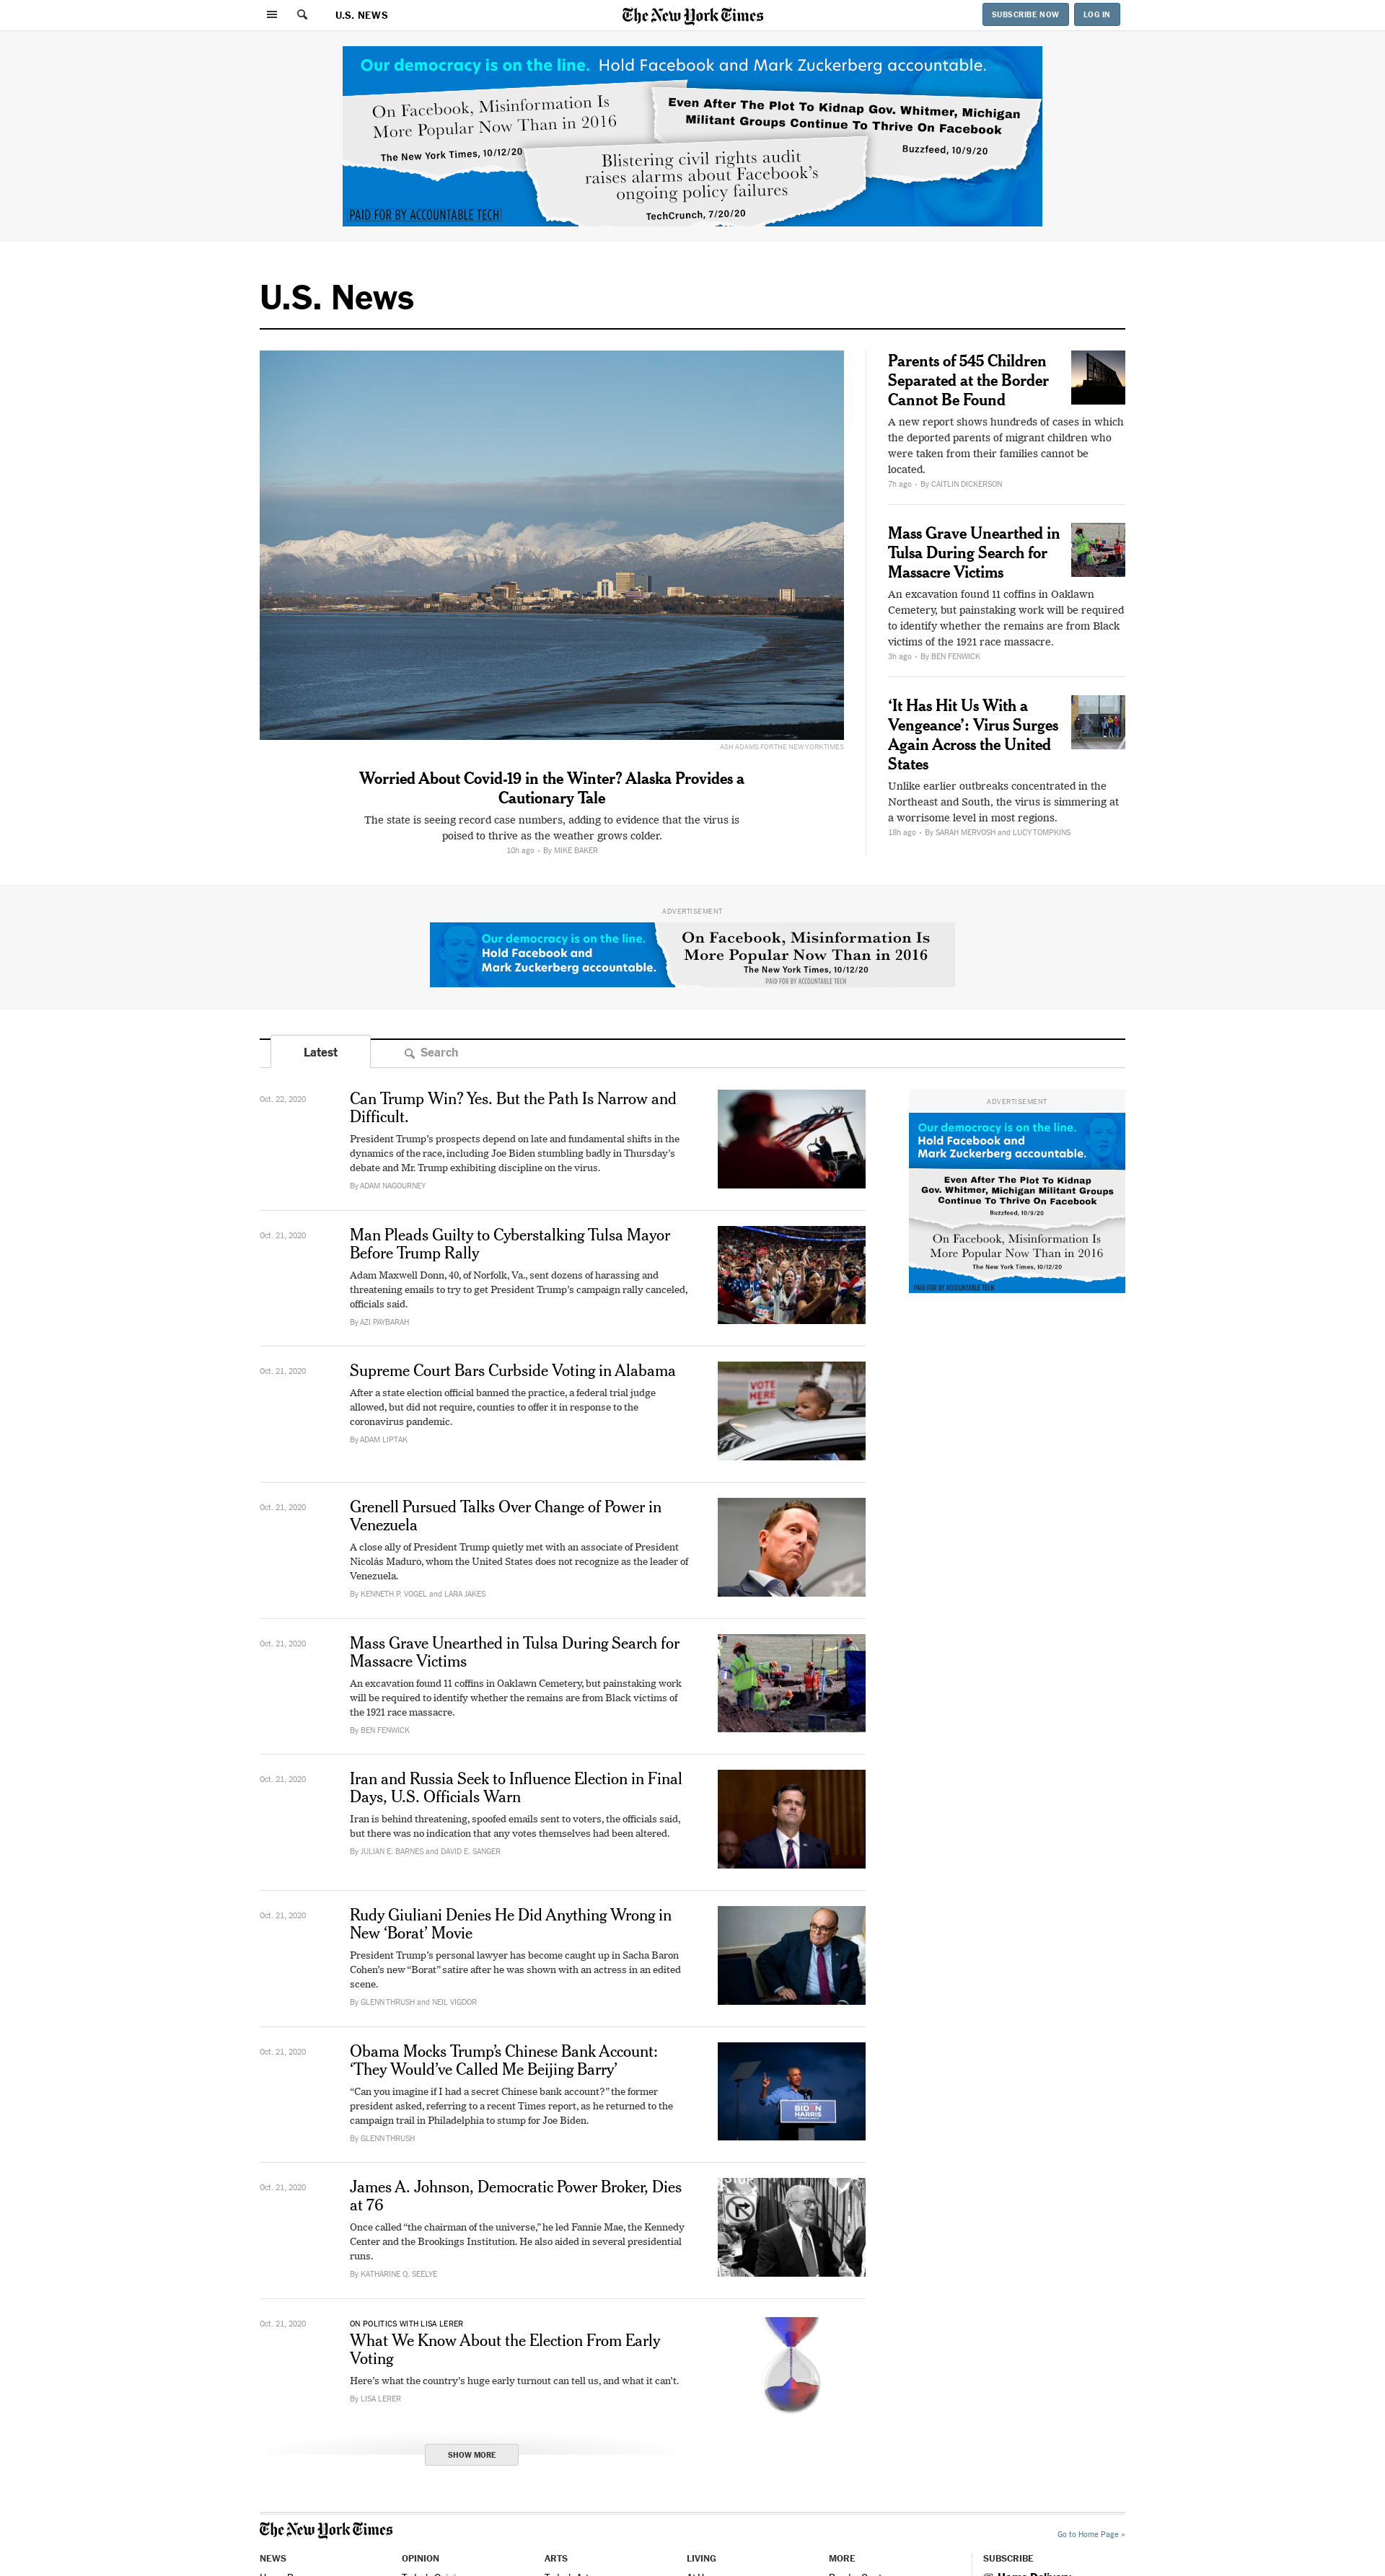 U.S. NEWS
The New York Times
SUBSCRIBE NOW
LOG IN
Our democracy is on the line. Hold Facebook and Mark Zuckerberg accountable.
On Facebook, Misinformation Is
More Popular Now Than in 2016
The New York Times, 10/12/20
Even After The Plot To Kidnap Gov. Whitmer, Michigan
Militant Groups Continue To Thrive On Facebook
Buzzfeed, 10/9/20
Blistering civil rights audit
raises alarms about Facebook's
ongoing policy failures
TechCrunch, 7/20/20
PAID FOR BY ACCOUNTABLE TECH
U.S. News
ASH ADAMS FOR THE NEW YORK TIMES
Worried About Covid-19 in the Winter? Alaska Provides a
Cautionary Tale
The state is seeing record case numbers, adding to evidence that the virus is
poised to thrive as the weather grows colder.
10h ago • By MIKE BAKER
Parents of 545 Children
Separated at the Border
Cannot Be Found
A new report shows hundreds of cases in which
the deported parents of migrant children who
were taken from their families cannot be
located.
7h ago • By CAITLIN DICKERSON
Mass Grave Unearthed in
Tulsa During Search for
Massacre Victims
An excavation found 11 coffins in Oaklawn
Cemetery, but painstaking work will be required
to identify whether the remains are from Black
victims of the 1921 race massacre.
3h ago • By BEN FENWICK
‘It Has Hit Us With a
Vengeance’: Virus Surges
Again Across the United
States
Unlike earlier outbreaks concentrated in the
Northeast and South, the virus is simmering at
a worrisome level in most regions.
18h ago • By SARAH MERVOSH and LUCY TOMPKINS
ADVERTISEMENT
Our democracy is on the line.
Hold Facebook and
Mark Zuckerberg accountable.
On Facebook, Misinformation Is
More Popular Now Than in 2016
The New York Times, 10/12/20
PAID FOR BY ACCOUNTABLE TECH
Latest
Search
Oct. 22, 2020
Can Trump Win? Yes. But the Path Is Narrow and
Difficult.
President Trump’s prospects depend on late and fundamental shifts in the
dynamics of the race, including Joe Biden stumbling badly in Thursday’s
debate and Mr. Trump exhibiting discipline on the virus.
By ADAM NAGOURNEY
ADVERTISEMENT
Our democracy is on the line.
Hold Facebook and
Mark Zuckerberg accountable.
Even After The Plot To Kidnap
Gov. Whitmer, Michigan Militant Groups
Continue To Thrive On Facebook
Buzzfeed, 10/9/20
On Facebook, Misinformation Is
More Popular Now Than in 2016
The New York Times, 10/12/20
PAID FOR BY ACCOUNTABLE TECH
Oct. 21, 2020
Man Pleads Guilty to Cyberstalking Tulsa Mayor
Before Trump Rally
Adam Maxwell Donn, 40, of Norfolk, Va., sent dozens of harassing and
threatening emails to try to get President Trump’s campaign rally canceled,
officials said.
By AZI PAYBARAH
Oct. 21, 2020
Supreme Court Bars Curbside Voting in Alabama
After a state election official banned the practice, a federal trial judge
allowed, but did not require, counties to offer it in response to the
coronavirus pandemic.
By ADAM LIPTAK
VOTE
HERE
Oct. 21, 2020
Grenell Pursued Talks Over Change of Power in
Venezuela
A close ally of President Trump quietly met with an associate of President
Nicolás Maduro, whom the United States does not recognize as the leader of
Venezuela.
By KENNETH P. VOGEL and LARA JAKES
Oct. 21, 2020
Mass Grave Unearthed in Tulsa During Search for
Massacre Victims
An excavation found 11 coffins in Oaklawn Cemetery, but painstaking work
will be required to identify whether the remains are from Black victims of
the 1921 race massacre.
By BEN FENWICK
Oct. 21, 2020
Iran and Russia Seek to Influence Election in Final
Days, U.S. Officials Warn
Iran is behind threatening, spoofed emails sent to voters, the officials said,
but there was no indication that any votes themselves had been altered.
By JULIAN E. BARNES and DAVID E. SANGER
Oct. 21, 2020
Rudy Giuliani Denies He Did Anything Wrong in
New ‘Borat’ Movie
President Trump’s personal lawyer has become caught up in Sacha Baron
Cohen’s new “Borat” satire after he was shown with an actress in an edited
scene.
By GLENN THRUSH and NEIL VIGDOR
Oct. 21, 2020
Obama Mocks Trump’s Chinese Bank Account:
‘They Would’ve Called Me Beijing Barry’
“Can you imagine if I had a secret Chinese bank account?” the former
president asked, referring to a recent Times report, as he returned to the
campaign trail in Philadelphia to stump for Joe Biden.
By GLENN THRUSH
BIDEN
HARRIS
Oct. 21, 2020
James A. Johnson, Democratic Power Broker, Dies
at 76
Once called “the chairman of the universe,” he led Fannie Mae, the Kennedy
Center and the Brookings Institution. He also aided in several presidential
runs.
By KATHARINE Q. SEELYE
Oct. 21, 2020
ON POLITICS WITH LISA LERER
What We Know About the Election From Early
Voting
Here’s what the country’s huge early turnout can tell us, and what it can’t.
By LISA LERER
SHOW MORE
The New York Times
Go to Home Page »
NEWS
OPINION
ARTS
LIVING
MORE
SUBSCRIBE